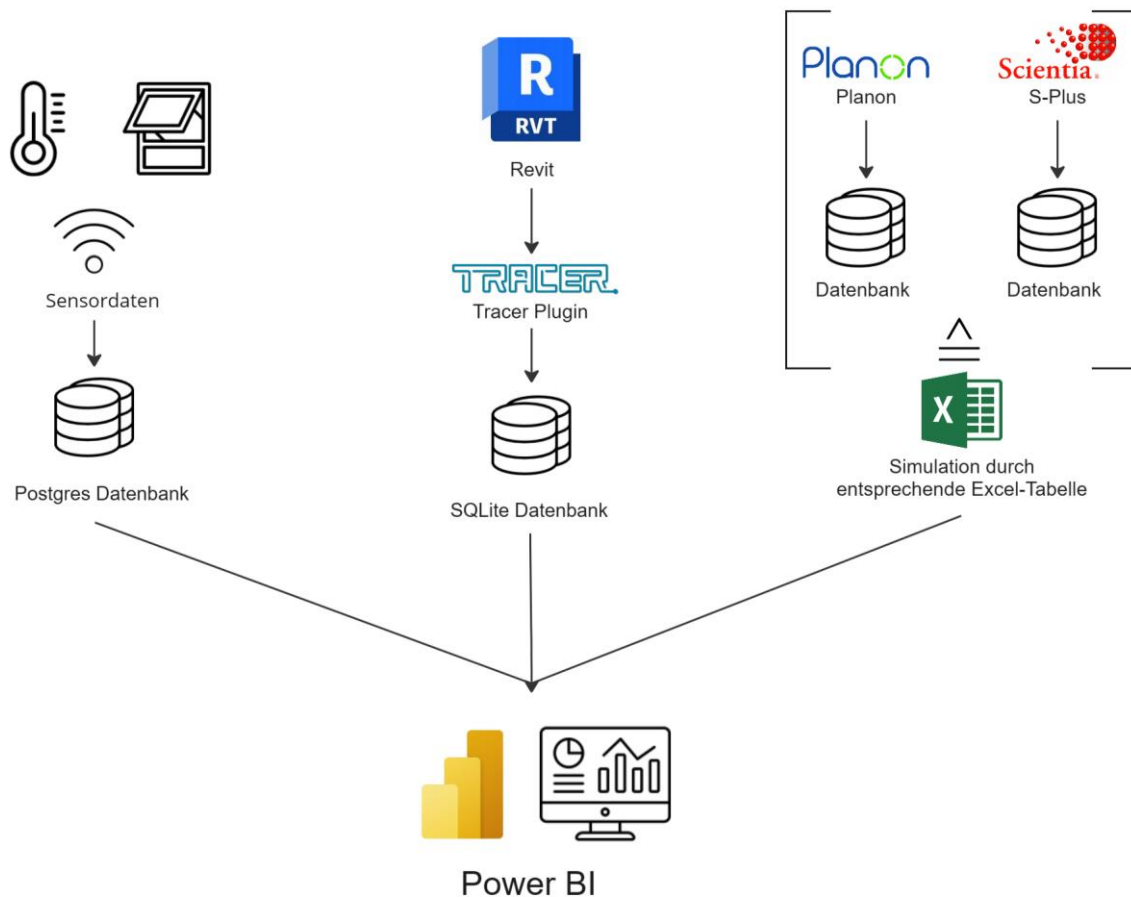 Planon
Scientia®
Planon
S-Plus
R
RVT
Revit
Sensordaten
TRACER
Tracer Plugin
Datenbank
Datenbank
X
Postgres Datenbank
SQLite Datenbank
Simulation durch
entsprechende Excel-Tabelle
Power BI